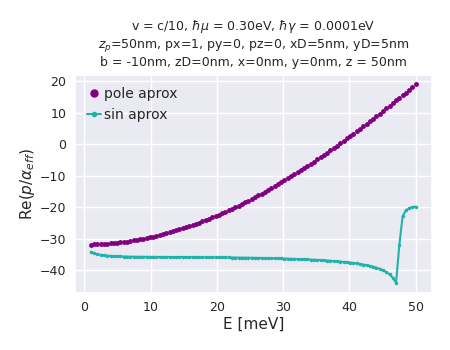 v = c/10, ℏμ = 0.30eV, ℏγ = 0.0001eV
z_p=50nm, px=1, py=0, pz=0, xD=5nm, yD=5nm
b = -10nm, zD=0nm, x=0nm, y=0nm, z = 50nm
pole aprox
sin aprox
20
10
0
−10
−20
−30
−40
Re(p/α_eff)
0
10
20
30
40
50
E [meV]